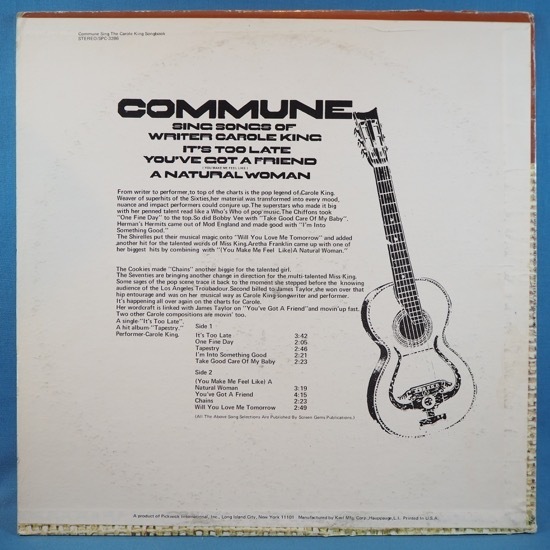 Commune Sing The Carole King Songbook
STEREO/SPC-3286
COMMUNE
SING SONGS OF
WRITER CAROLE KING
IT'S TOO LATE
YOU'VE GOT A FRIEND
(YOU MAKE ME FEEL LIKE)
A NATURAL WOMAN
From writer to performer,to top of the charts is the pop legend of Carole King.
Weaver of superhits of the Sixties,her material was transformed into every mood,
nuance and impact performers could conjure up.The superstars who made it big
with her penned talent read like a Who's Who of pop music.The Chiffons took
"One Fine Day" to the top.So did Bobby Vee with "Take Good Care Of My Baby".
Herman's Hermits came out of Mod England and made good with "I'm Into
Something Good."
The Shirelles put their musical magic onto "Will You Love Me Tomorrow" and added
another hit for the talented words of Miss King.Aretha Franklin came up with one of
her biggest hits by combining with "(You Make Me Feel Like)A Natural Woman."
The Cookies made "Chains" another biggie for the talented girl.
The Seventies are bringing another change in direction for the multi-talented Miss King.
Some sages of the pop scene trace it back to the moment she stepped before the knowing
audience of the Los Angeles Troubadour.Second billed to James Taylor,she won over that
hip entourage and was on her musical way as Carole King-songwriter and performer.
It's happening all over again on the charts for Carole.
Her wordcraft is linked with James Taylor on "You've Got A Friend" and movin'up fast.
Two other Carole compositions are movin' too.
A single-"It's Too Late".
A hit album-"Tapestry."
Performer-Carole King.
Side 1
It's Too Late 3:42
One Fine Day 2:05
Tapestry 2:46
I'm Into Something Good 2:21
Take Good Care Of My Baby 2:23
Side 2
(You Make Me Feel Like) A
Natural Woman 3:19
You've Got A Friend 4:15
Chains 2:23
Will You Love Me Tomorrow 2:49
(All The Above Song Selections Are Published By Screen Gems Publications.)
A product of Pickwick International, Inc., Long Island City, New York 11101 Manufactured by Keel Mfg. Corp.,Hauppauge,L.I. Printed in U.S.A.